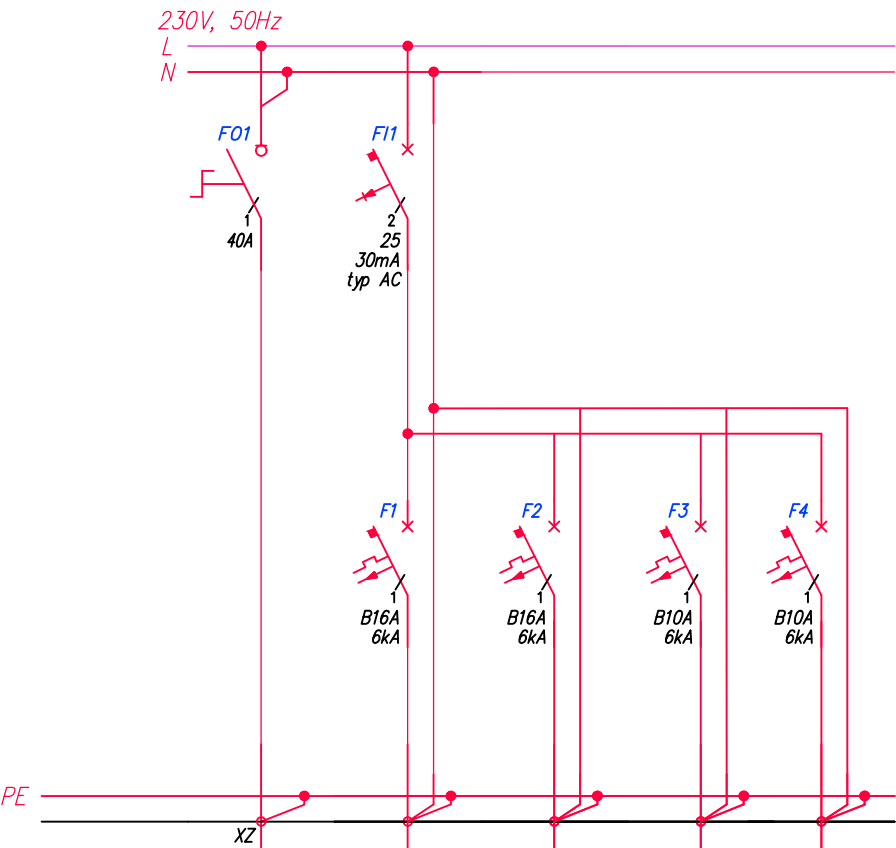 230V, 50Hz
L
N
FO1
FI1
1
40A
2
25
30mA
typ AC
F1
F2
F3
F4
1
1
1
1
B16A
B16A
B10A
B10A
6kA
6kA
6kA
6kA
PE
XZ